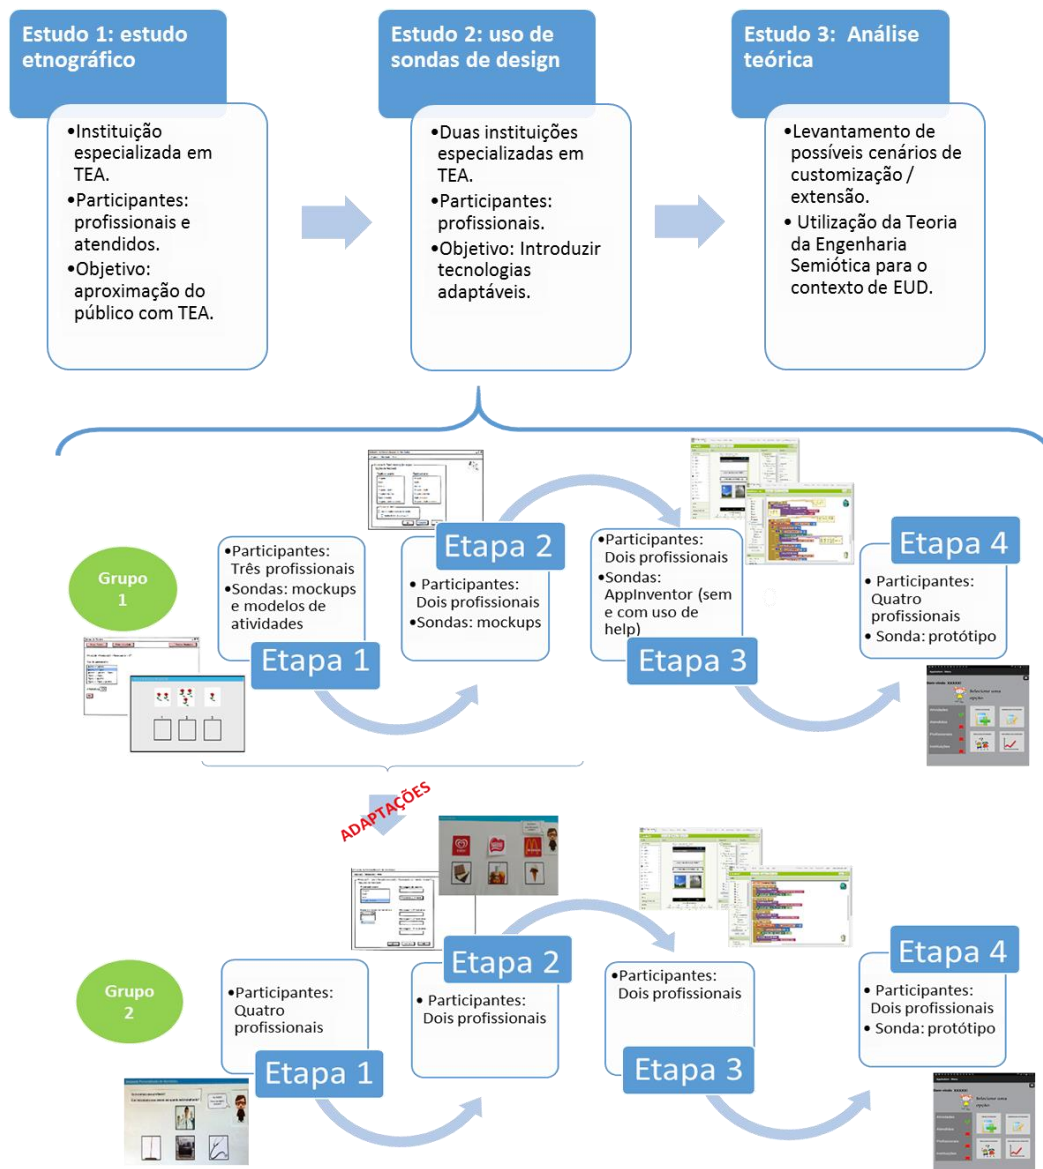 Estudo 1: estudo
etnográfico
Estudo 2: uso de
sondas de design
Estudo 3:  Análise
teórica
•Instituição
especializada em
TEA.
•Participantes:
profissionais e
atendidos.
•Objetivo:
aproximação do
público com TEA.
•Duas instituições
especializadas em
TEA.
•Participantes:
profissionais.
•Objetivo: Introduzir
tecnologias
adaptáveis.
•Levantamento de
possíveis cenários de
customização /
extensão.
• Utilização da Teoria
da Engenharia
Semiótica para o
contexto de EUD.
Grupo
1
•Participantes:
Três profissionais
•Sondas: mockups
e modelos de
atividades
Etapa 1
Etapa 2
• Participantes:
Dois profissionais
•Sondas: mockups
•Participantes:
Dois profissionais
•Sondas:
AppInventor (sem
e com uso de
help)
Etapa 3
Etapa 4
• Participantes:
Quatro
profissionais
• Sonda: protótipo
Selecione uma
opção
ADAPTAÇÕES
Grupo
2
•Participantes:
Quatro
profissionais
Etapa 1
Etapa 2
• Participantes:
Dois profissionais
•Participantes:
Dois profissionais
Etapa 3
Etapa 4
• Participantes:
Dois profissionais
• Sonda: protótipo
Selecione uma
opção